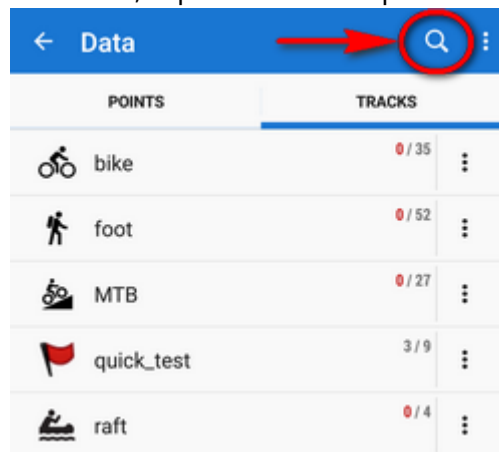 Data
POINTS TRACKS
bike 0 / 35
foot 0 / 52
MTB 0 / 27
quick_test 3 / 9
raft 0 / 4